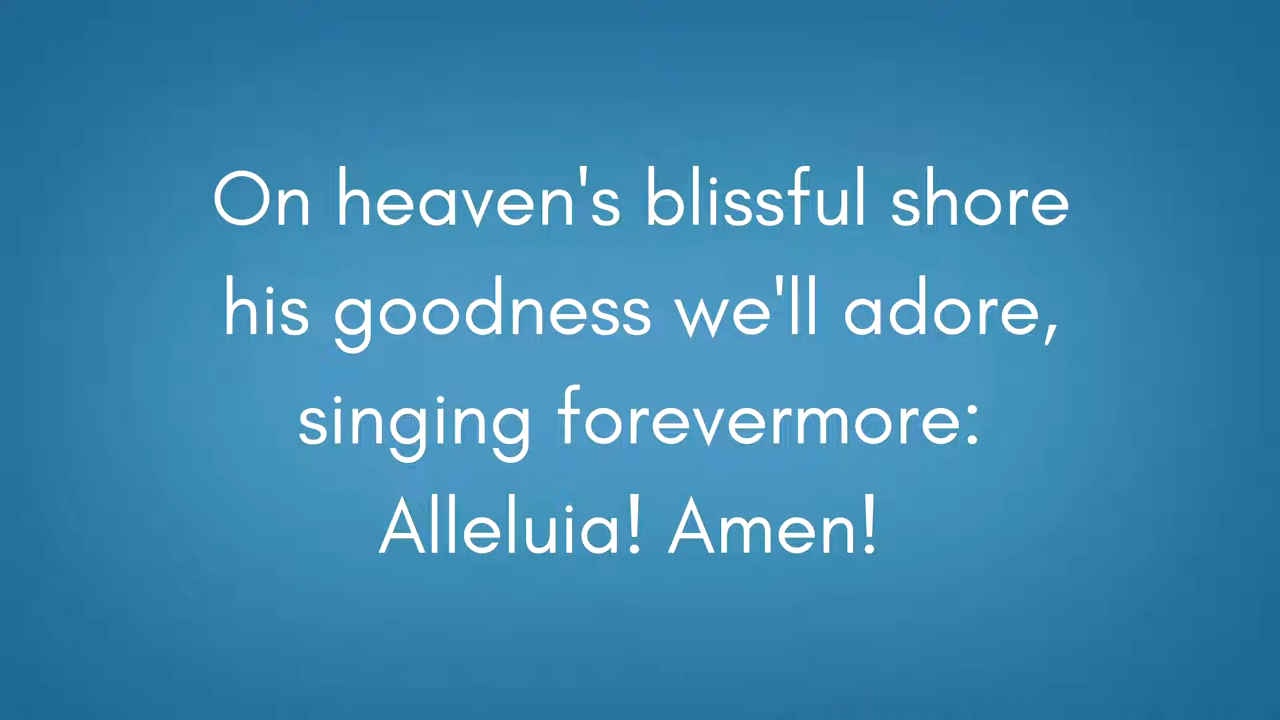 On heaven's blissful shore
his goodness we'll adore,
singing forevermore:
Alleluia! Amen!